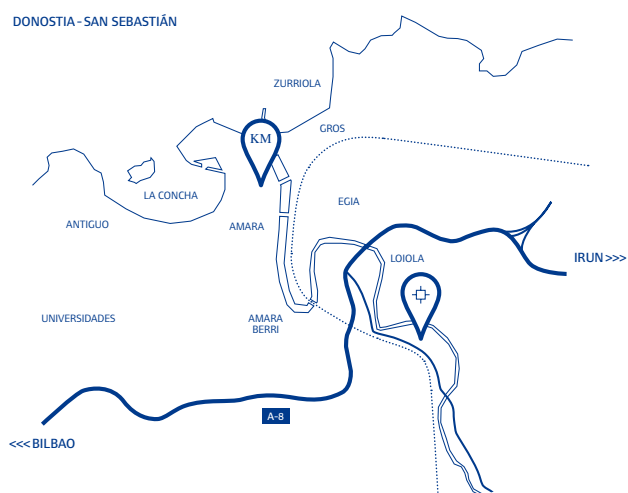 DONOSTIA - SAN SEBASTIÁN
ZURRIOLA
KM
GROS
LA CONCHA
EGIA
ANTIGUO
AMARA
LOIOLA
IRUN >>>
UNIVERSIDADES
AMARA
BERRI
A-8
<<< BILBAO